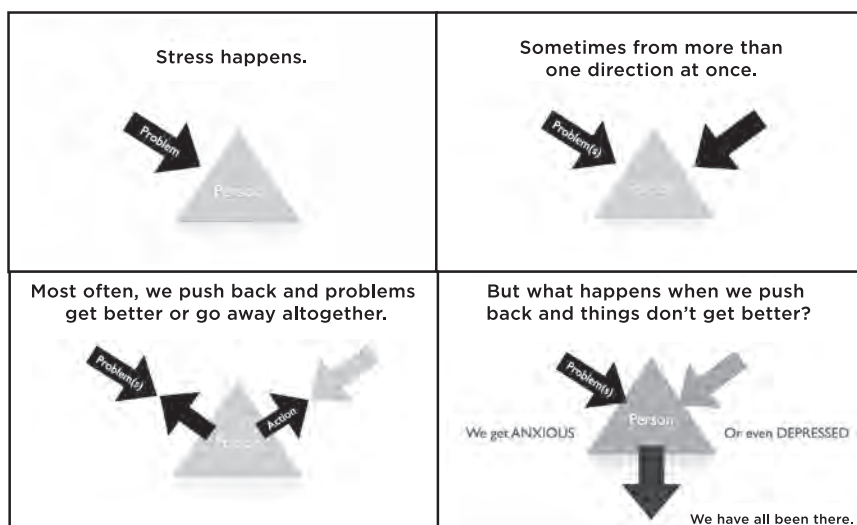 Stress happens.
Problem
Person
Sometimes from more than
one direction at once.
Problem(s)
Person
Most often, we push back and problems
get better or go away altogether.
Problem(s)
Action
Person
But what happens when we push
back and things don't get better?
Problem(s)
Person
We get ANXIOUS
Or even DEPRESSED
We have all been there.